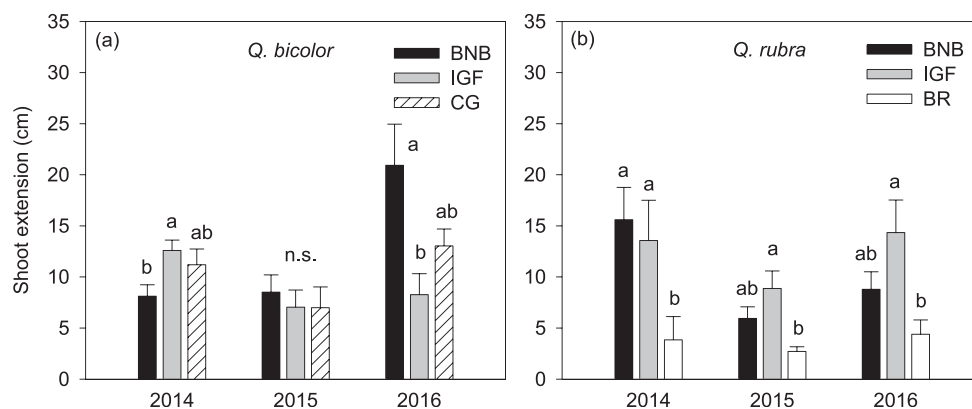 (a)
Q. bicolor
BNB
IGF
CG
Shoot extension (cm)
35
30
25
20
15
10
5
0
b
a
ab
n.s.
a
b
ab
2014
2015
2016
(b)
Q. rubra
BNB
IGF
BR
35
30
25
20
15
10
5
0
a
a
b
ab
a
b
ab
a
b
2014
2015
2016